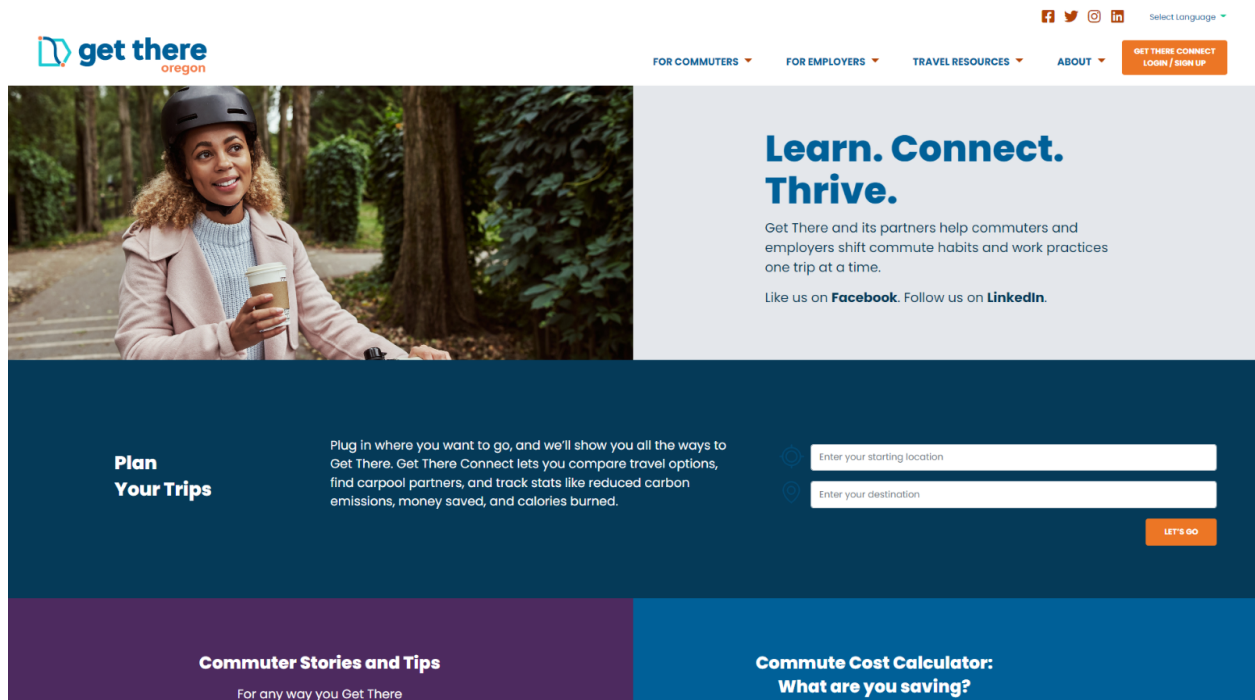 Select Language
get there
oregon
FOR COMMUTERS
FOR EMPLOYERS
TRAVEL RESOURCES
ABOUT
GET THERE CONNECT
LOGIN / SIGN UP
Learn. Connect.
Thrive.
Get There and its partners help commuters and
employers shift commute habits and work practices
one trip at a time.
Like us on Facebook. Follow us on LinkedIn.
Plan
Your Trips
Plug in where you want to go, and we'll show you all the ways to
Get There. Get There Connect lets you compare travel options,
find carpool partners, and track stats like reduced carbon
emissions, money saved, and calories burned.
Enter your starting location
Enter your destination
LET'S GO
Commuter Stories and Tips
For any way you Get There
Commute Cost Calculator:
What are you saving?